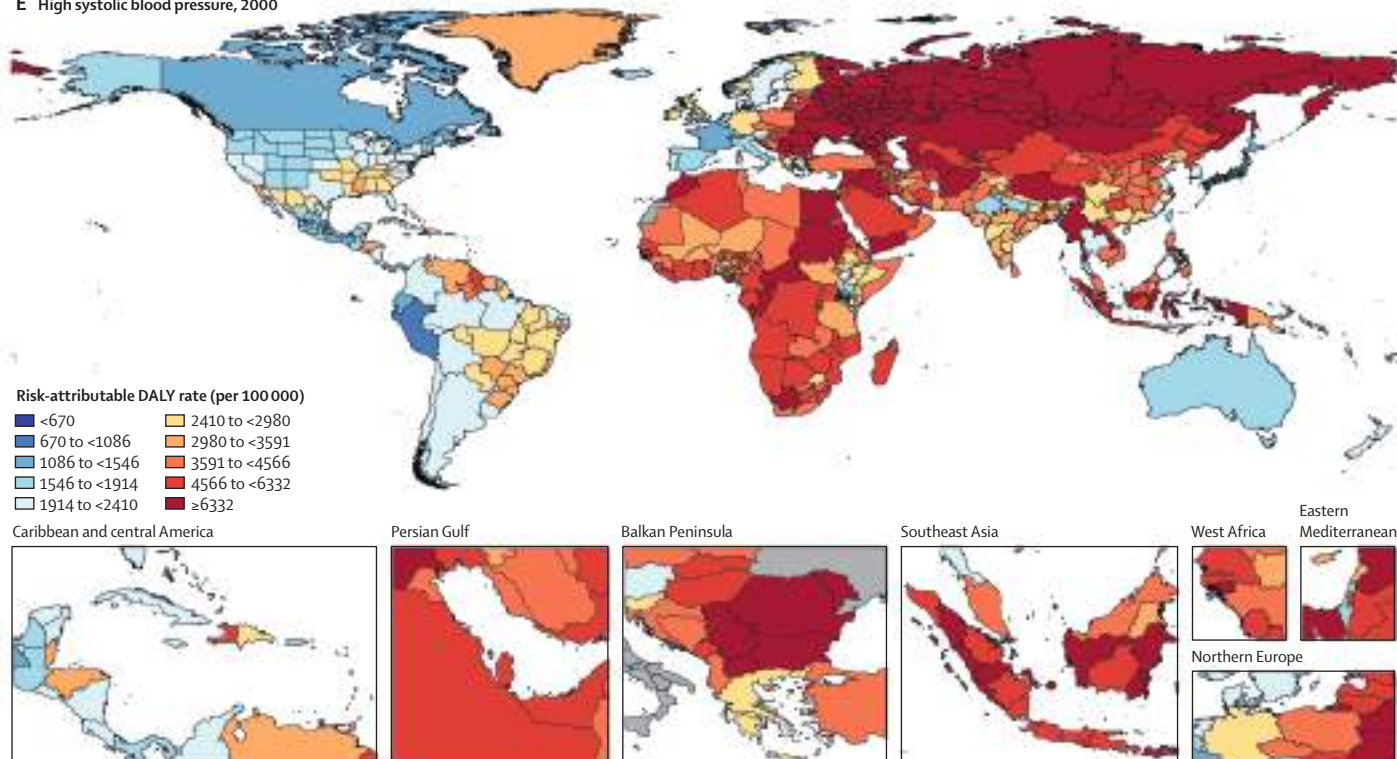 E High systolic blood pressure, 2000
Risk-attributable DALY rate (per 100 000)
<670
670 to <1086
1086 to <1546
1546 to <1914
1914 to <2410
2410 to <2980
2980 to <3591
3591 to <4566
4566 to <6332
≥6332
Caribbean and central America
Persian Gulf
Balkan Peninsula
Southeast Asia
West Africa
Eastern
Mediterranean
Northern Europe